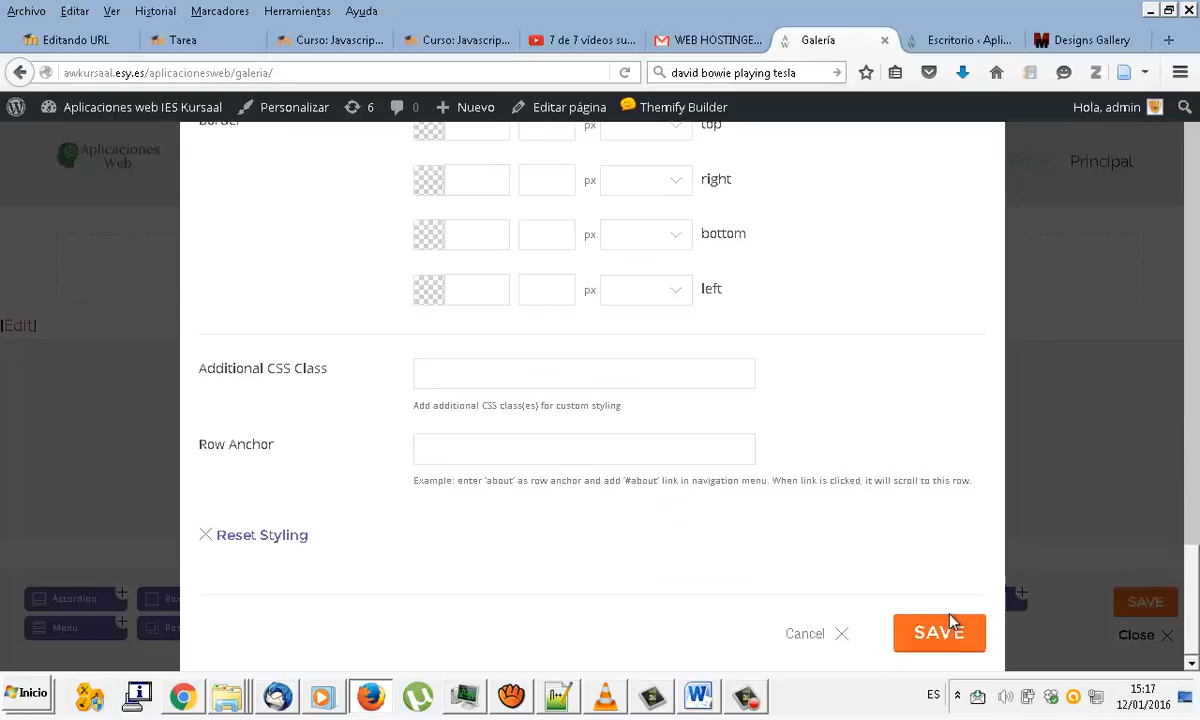 Archivo Editar Ver Historial Marcadores Herramientas Ayuda
Editando URL Tarea Curso: Javascrip... Curso: Javascrip... 7 de 7 vídeos su... WEB HOSTINGE... Galería Escritorio ‹ Apli... Designs Gallery
awkursaal.esy.es/aplicacionesweb/galeria/ david bowie playing tesla
Aplicaciones web IES Kursaal Personalizar 6 0 Nuevo Editar página Themify Builder Hola, admin
Border px top
Aplicaciones
Web
Principal
px right
px bottom
px left
[Edit]
Additional CSS Class
Add additional CSS class(es) for custom styling
Row Anchor
Example: enter 'about' as row anchor and add '#about' link in navigation menu. When link is clicked, it will scroll to this row.
Reset Styling
Accordion SAVE
Menu Cancel SAVE Close
Inicio ES 15:17
12/01/2016